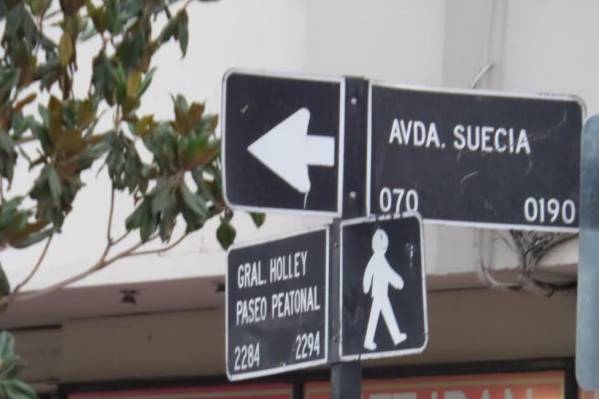 AVDA. SUECIA
070 0190
GRAL. HOLLEY
PASEO PEATONAL
2284 2294